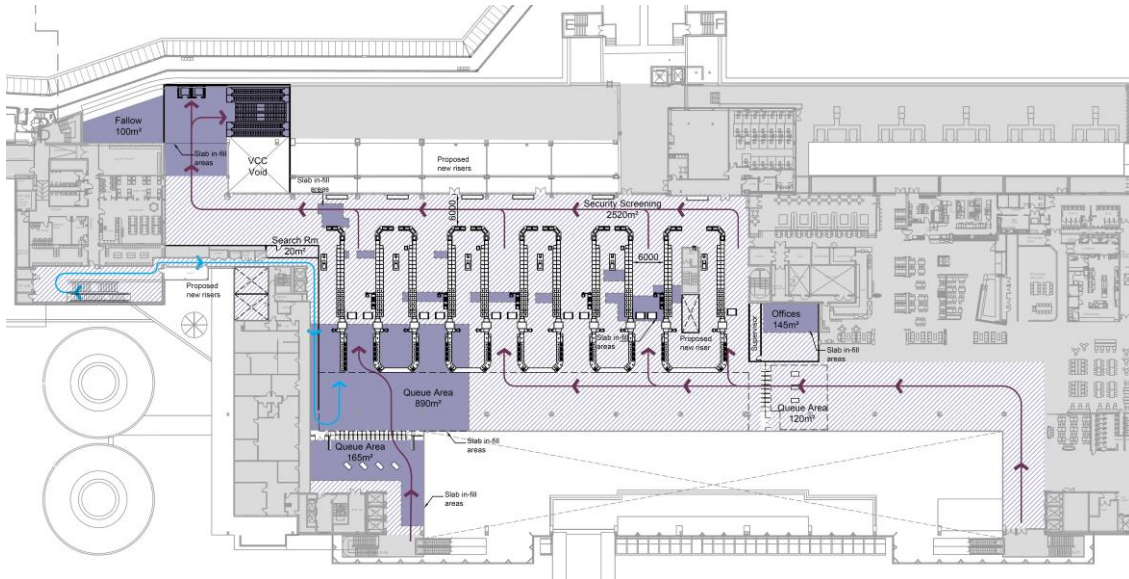 E
F
Fallow
100m²
Slab in-fill
areas
VCC
Void
Slab in-fill
areas
Proposed
new risers
6000
Security Screening
2520m²
Search Rm
20m²
6000
Proposed
new risers
Slab in-fill
areas
Proposed
new riser
Supervisor
Offices
145m²
Slab in-fill
areas
Queue Area
890m²
Queue Area
120m²
Queue Area
165m²
Slab in-fill
areas
Slab in-fill
areas